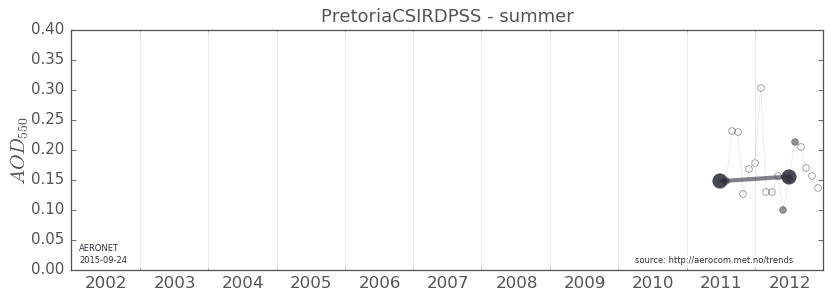 PretoriaCSIRDPSS - summer
0.40
0.35
0.30
0.25
0.20
0.15
0.10
0.05
0.00
AOD550
AERONET
2015-09-24
source: http://aerocom.met.no/trends
2002 2003 2004 2005 2006 2007 2008 2009 2010 2011 2012